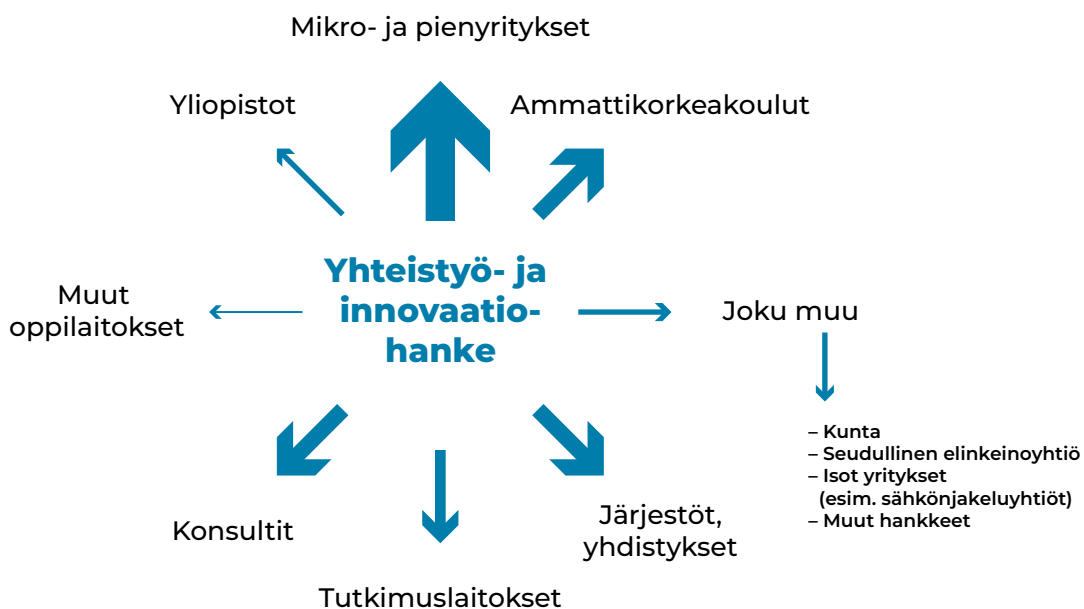 Mikro- ja pienyritykset
Yliopistot
Ammattikorkeakoulut
Yhteistyö- ja
innovaatio-
hanke
Muut
oppilaitokset
Joku muu
– Kunta
– Seudullinen elinkeinoyhtiö
– Isot yritykset
(esim. sähkönjakeluyhtiöt)
– Muut hankkeet
Konsultit
Järjestöt,
yhdistykset
Tutkimuslaitokset